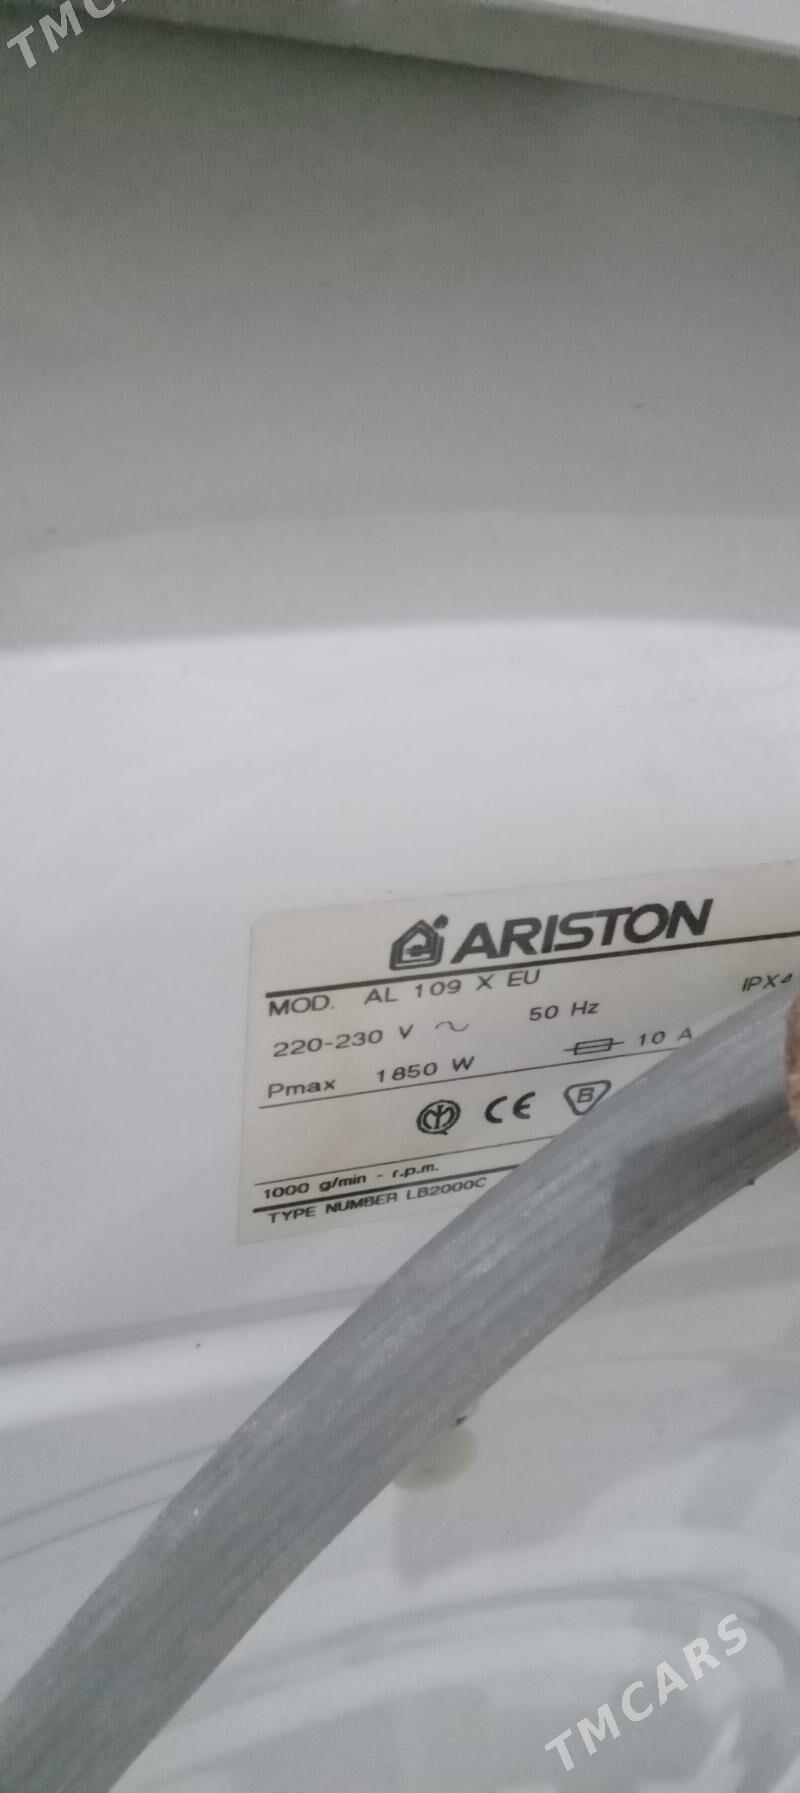 TMCARS
ARISTON
MOD. AL 109 X EU
220-230 V ~ 50 Hz IPX4
Pmax 1850 W 10 A
CE B
1000 g/min - r.p.m.
TYPE NUMBER LB2000C
TMCARS